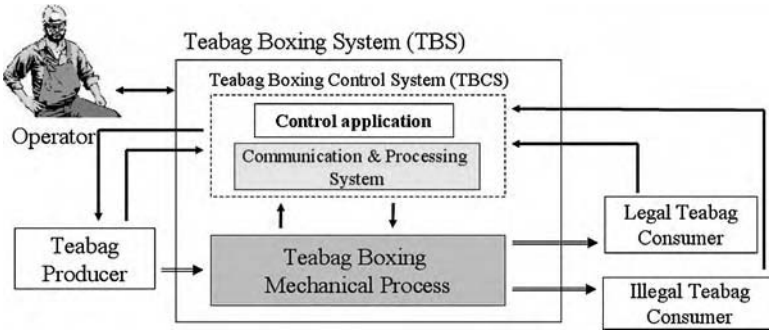 Teabag Boxing System (TBS)
Teabag Boxing Control System (TBCS)
Control application
Communication & Processing
System
Operator
Teabag
Producer
Teabag Boxing
Mechanical Process
Legal Teabag
Consumer
Illegal Teabag
Consumer